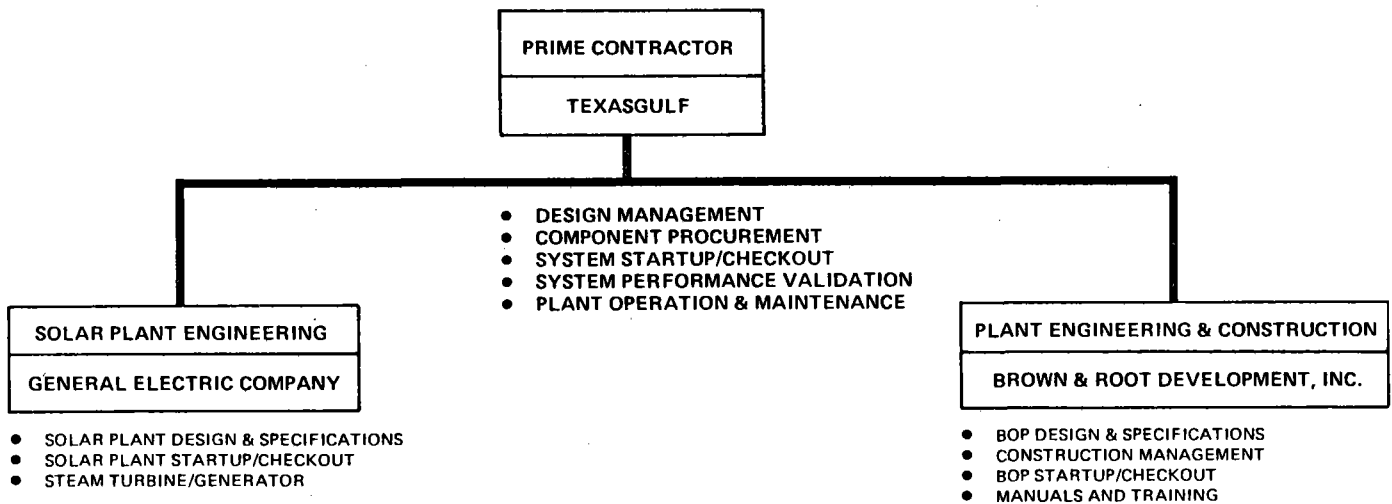 PRIME CONTRACTOR
TEXASGULF
● DESIGN MANAGEMENT
● COMPONENT PROCUREMENT
● SYSTEM STARTUP/CHECKOUT
● SYSTEM PERFORMANCE VALIDATION
● PLANT OPERATION & MAINTENANCE
SOLAR PLANT ENGINEERING
GENERAL ELECTRIC COMPANY
● SOLAR PLANT DESIGN & SPECIFICATIONS
● SOLAR PLANT STARTUP/CHECKOUT
● STEAM TURBINE/GENERATOR
PLANT ENGINEERING & CONSTRUCTION
BROWN & ROOT DEVELOPMENT, INC.
● BOP DESIGN & SPECIFICATIONS
● CONSTRUCTION MANAGEMENT
● BOP STARTUP/CHECKOUT
● MANUALS AND TRAINING